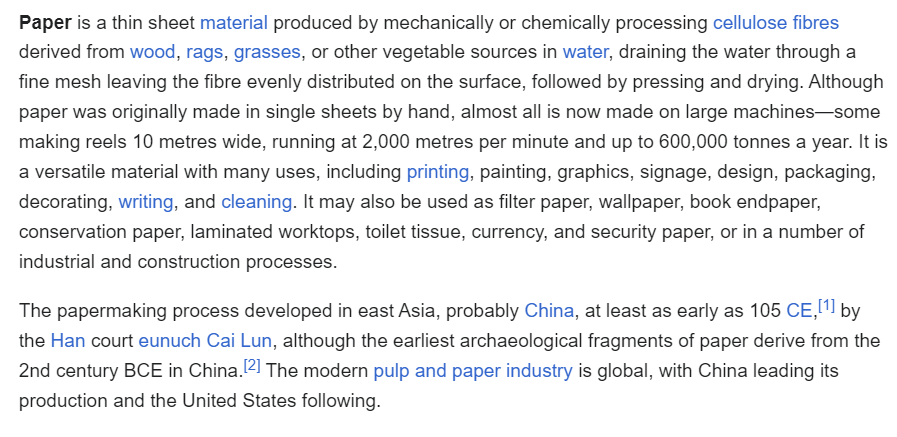 Paper is a thin sheet material produced by mechanically or chemically processing cellulose fibres
derived from wood, rags, grasses, or other vegetable sources in water, draining the water through a
fine mesh leaving the fibre evenly distributed on the surface, followed by pressing and drying. Although
paper was originally made in single sheets by hand, almost all is now made on large machines—some
making reels 10 metres wide, running at 2,000 metres per minute and up to 600,000 tonnes a year. It is
a versatile material with many uses, including printing, painting, graphics, signage, design, packaging,
decorating, writing, and cleaning. It may also be used as filter paper, wallpaper, book endpaper,
conservation paper, laminated worktops, toilet tissue, currency, and security paper, or in a number of
industrial and construction processes.
The papermaking process developed in east Asia, probably China, at least as early as 105 CE,[1] by
the Han court eunuch Cai Lun, although the earliest archaeological fragments of paper derive from the
2nd century BCE in China.[2] The modern pulp and paper industry is global, with China leading its
production and the United States following.